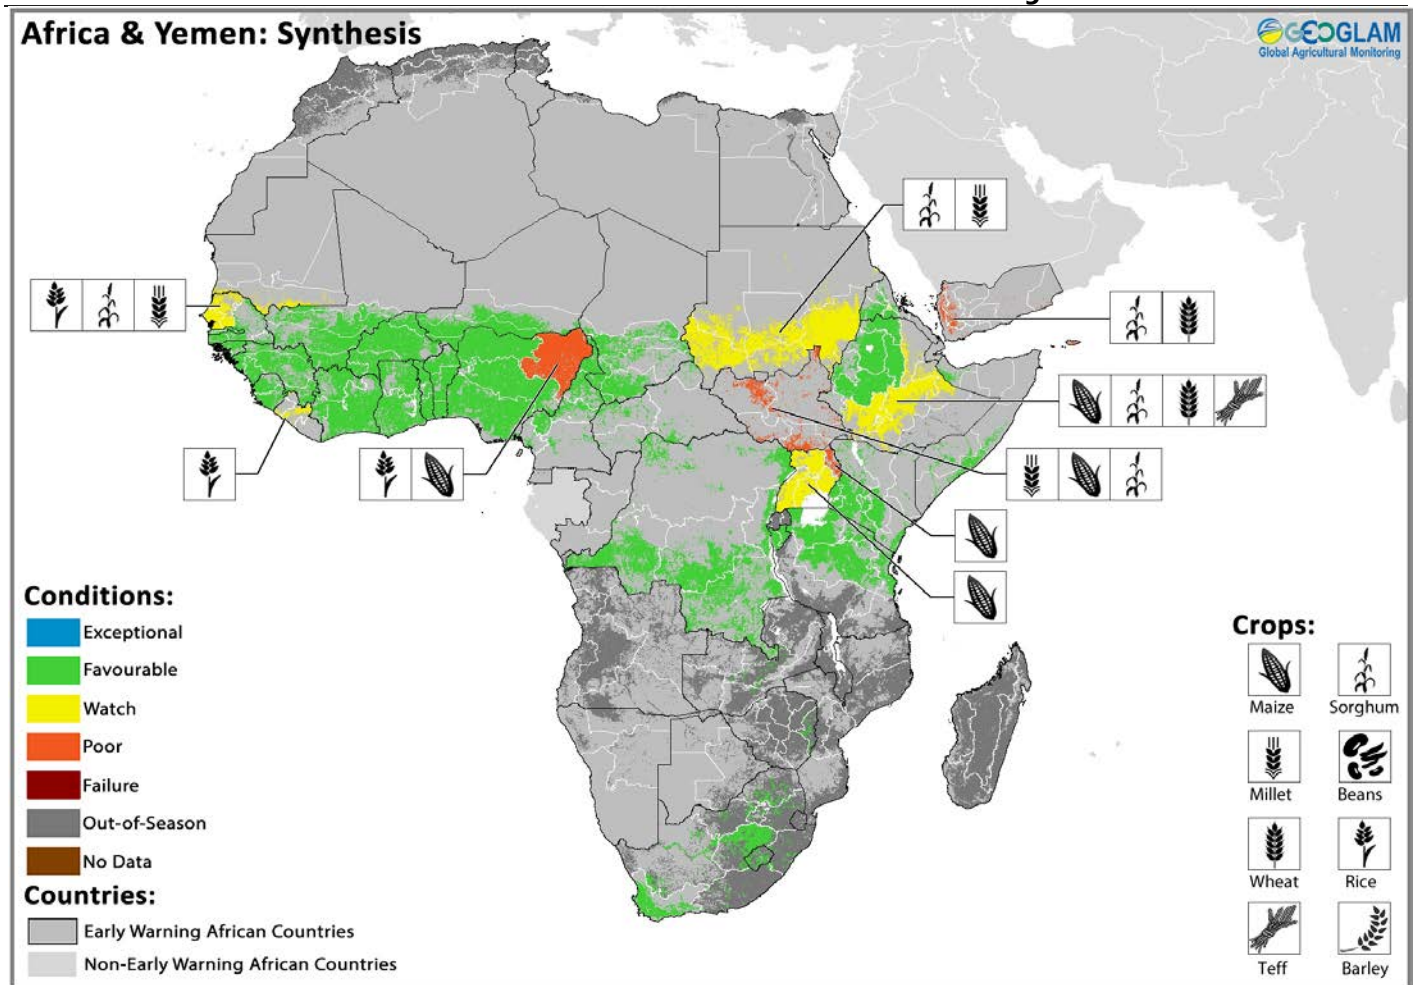 Africa & Yemen: Synthesis
GEOGLAM
Global Agricultural Monitoring
Conditions:
Exceptional
Favourable
Watch
Poor
Failure
Out-of-Season
No Data
Countries:
Early Warning African Countries
Non-Early Warning African Countries
Crops:
Maize
Sorghum
Millet
Beans
Wheat
Rice
Teff
Barley